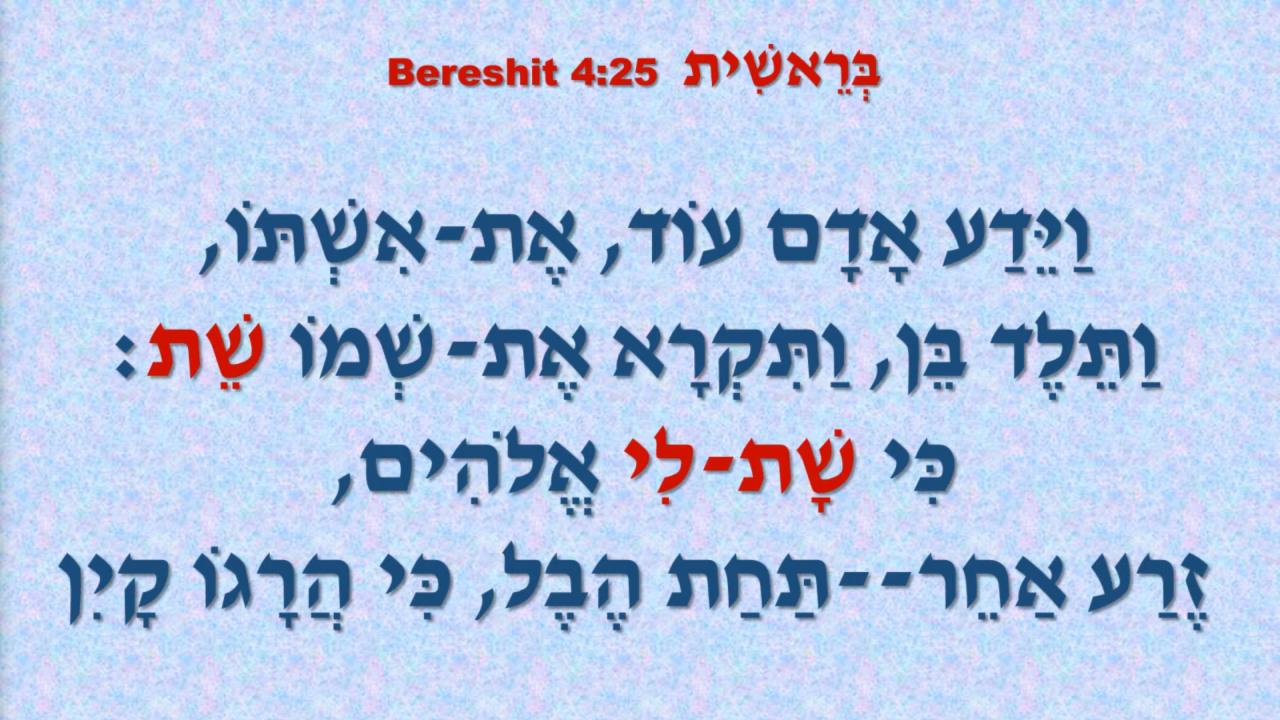 בְּרֵאשִׁית Bereshit 4:25
וַיֵּדַע אָדָם עוֹד, אֶת-אִשְׁתּוֹ,
וַתֵּלֶד בֵּן, וַתִּקְרָא אֶת-שְׁמוֹ שֵׁת:
כִּי שָׁת-לִי אֱלֹהִים,
זֶרַע אַחֵר--תַּחַת הֶבֶל, כִּי הֲרָגוֹ קָיִן